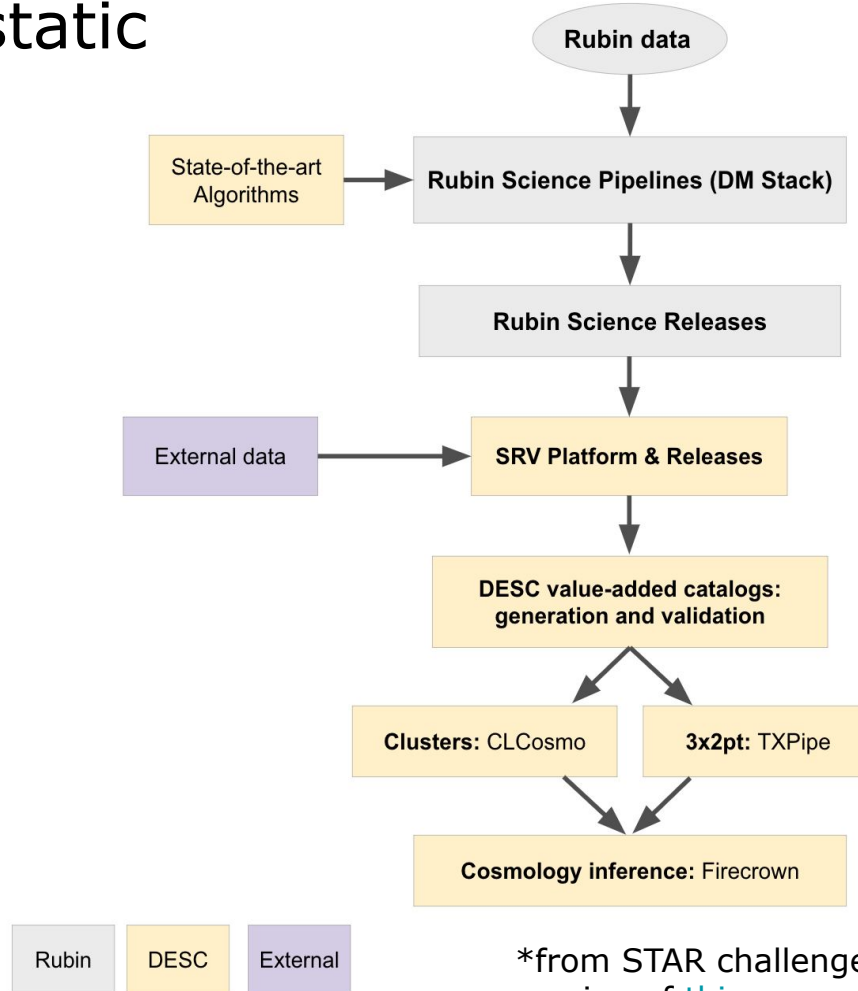 static
Rubin data
State-of-the-art
Algorithms
Rubin Science Pipelines (DM Stack)
Rubin Science Releases
External data
SRV Platform & Releases
DESC value-added catalogs:
generation and validation
Clusters: CLCosmo
3x2pt: TXPipe
Cosmology inference: Firecrown
Rubin
DESC
External
*from STAR challenge
of this